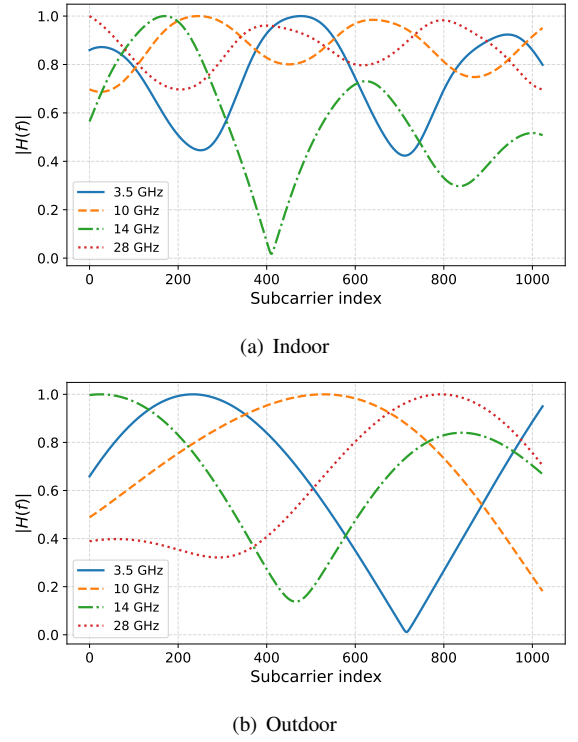 1.0
0.8
0.6
0.4
0.2
0.0
|H(f)|
3.5 GHz
10 GHz
14 GHz
28 GHz
0 200 400 600 800 1000
Subcarrier index
(a) Indoor
1.0
0.8
0.6
0.4
0.2
0.0
|H(f)|
3.5 GHz
10 GHz
14 GHz
28 GHz
0 200 400 600 800 1000
Subcarrier index
(b) Outdoor